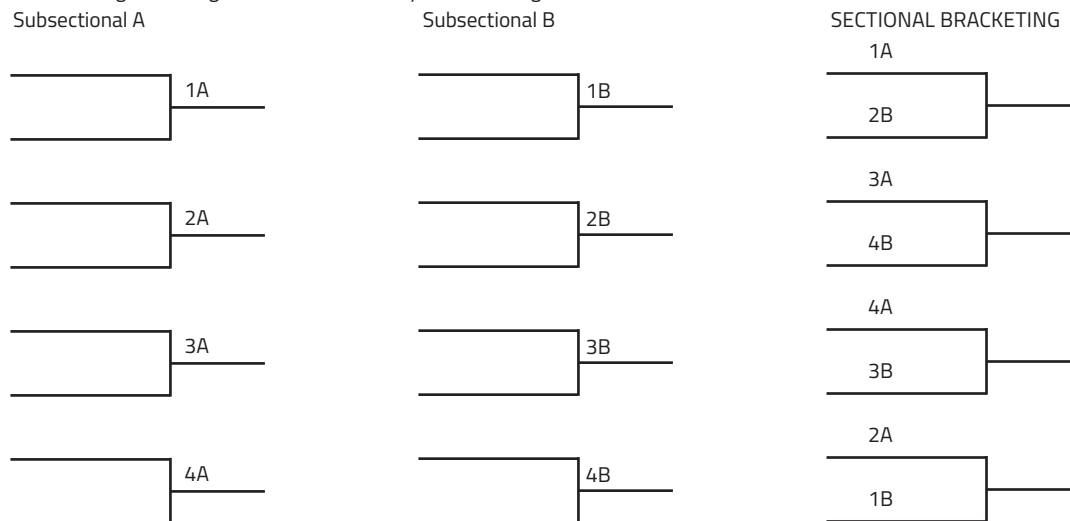 Subsectional A
Subsectional B
SECTIONAL BRACKETING
1A
2A
3A
4A
1B
2B
3B
4B
1A
2B
3A
4B
4A
3B
2A
1B